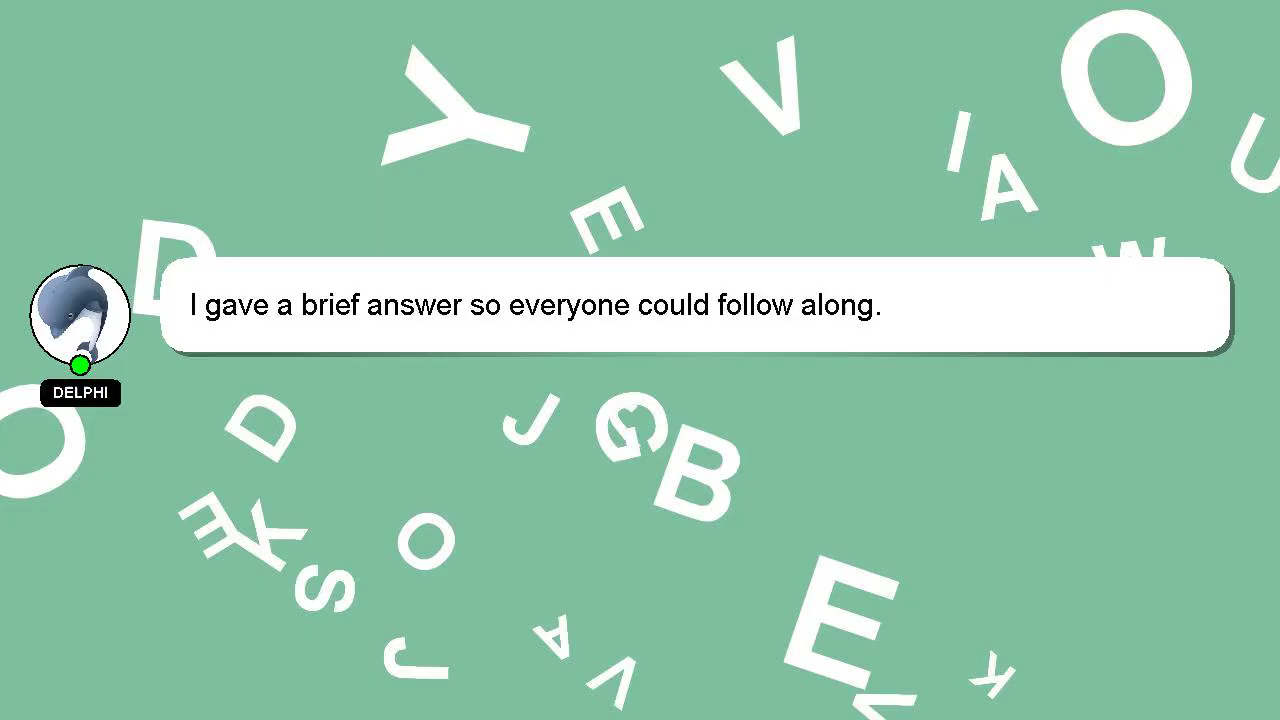 Y
V
O
I
A
U
E
D
W
I gave a brief answer so everyone could follow along.
DELPHI
O
D
J
G
B
E
K
O
S
E
J
A
V
K
V